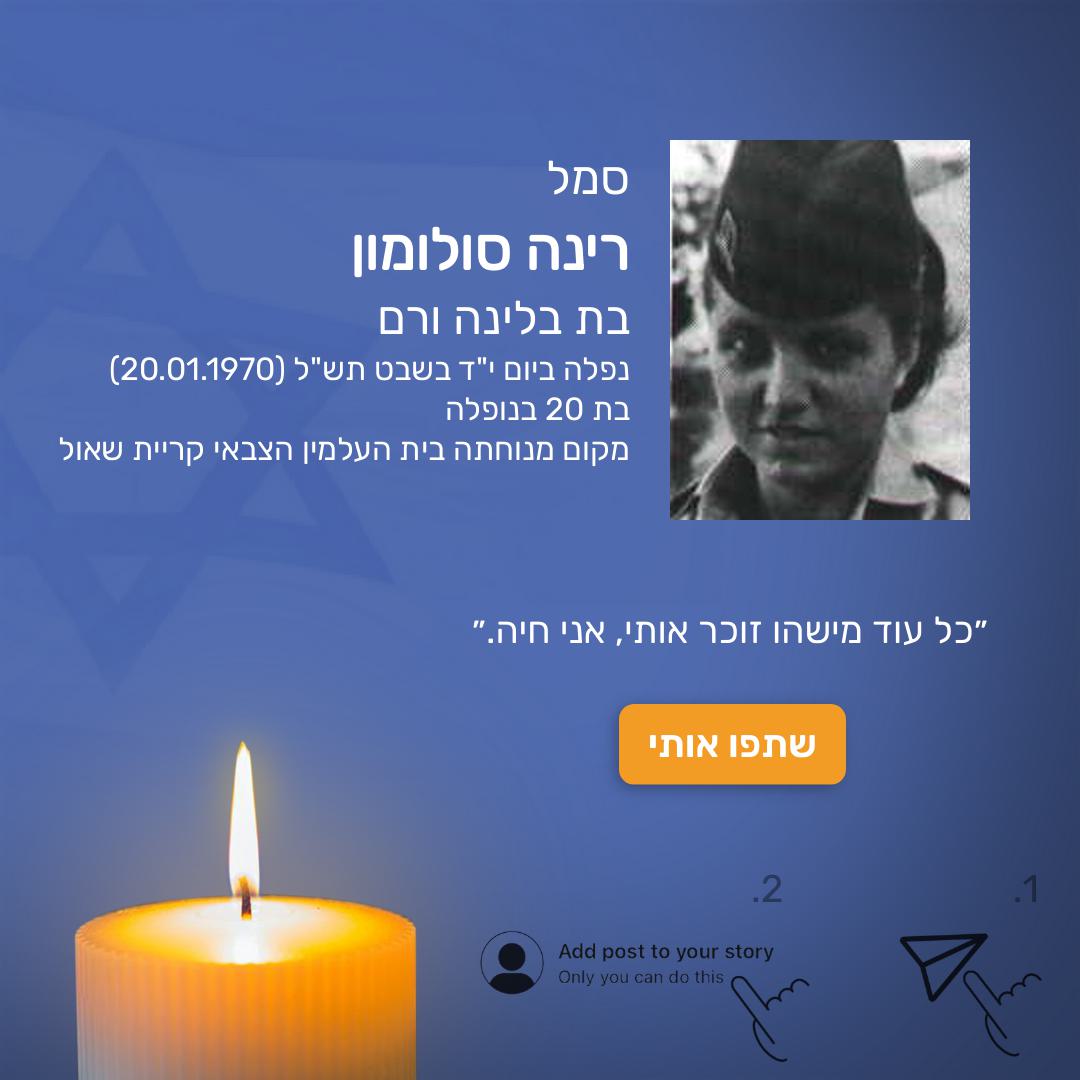 סמל
רינה סולומון
בת בלינה ורם
נפלה ביום י"ד בשבט תש"ל (20.01.1970)
בת 20 בנופלה
מקום מנוחתה בית העלמין הצבאי קריית שאול
״כל עוד מישהו זוכר אותי, אני חיה.״
שתפו אותי
.1
.2
Add post to your story
Only you can do this